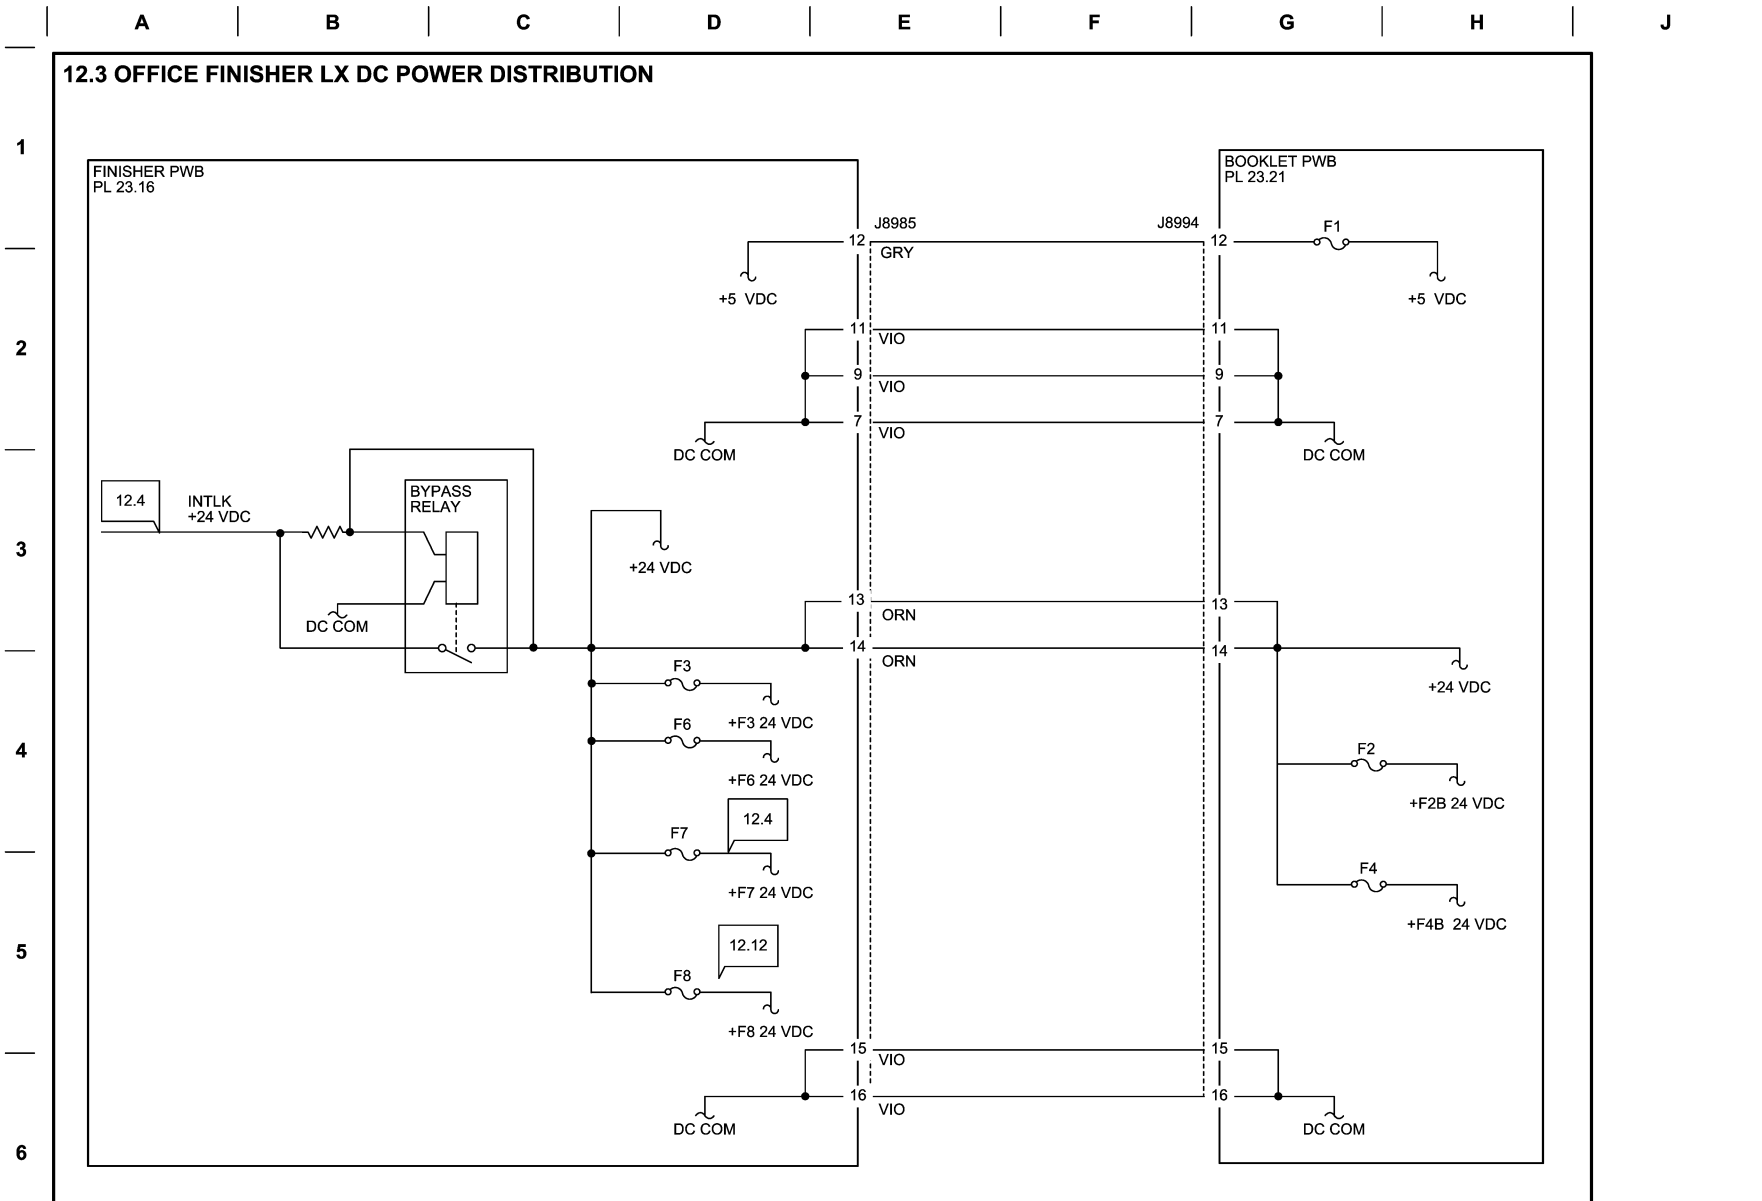 A B C D E F G H J
12.3 OFFICE FINISHER LX DC POWER DISTRIBUTION
1
FINISHER PWB
PL 23.16
BOOKLET PWB
PL 23.21
J8985
J8994
F1
12
GRY
12
+5 VDC
+5 VDC
2
11
VIO
11
9
VIO
9
7
VIO
7
DC COM
DC COM
12.4
INTLK
+24 VDC
BYPASS
RELAY
3
+24 VDC
DC COM
13
ORN
13
14
ORN
14
+24 VDC
F3
+F3 24 VDC
4
F6
+F6 24 VDC
F2
+F2B 24 VDC
12.4
F7
+F7 24 VDC
F4
+F4B 24 VDC
5
12.12
F8
+F8 24 VDC
15
VIO
15
16
VIO
16
DC COM
DC COM
6